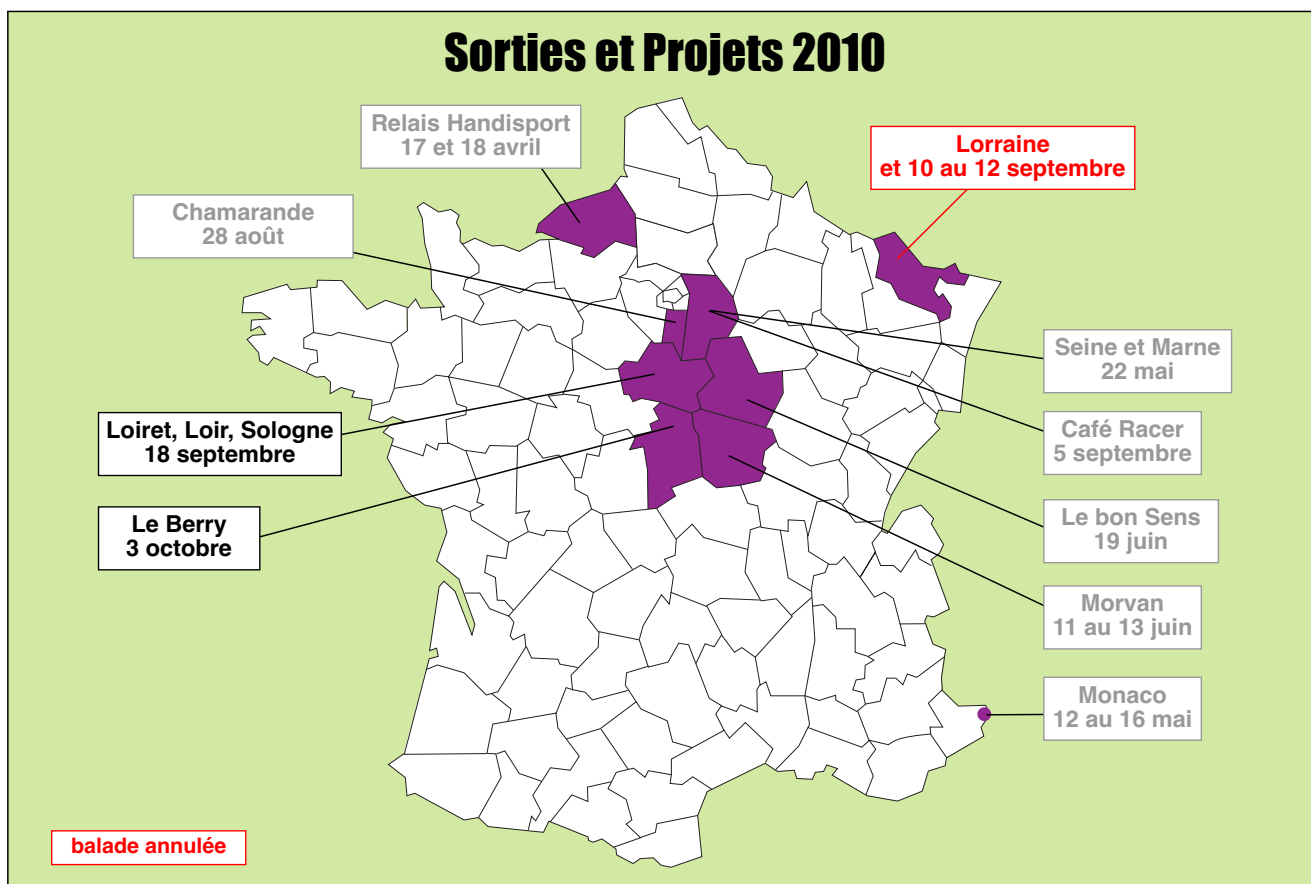 Sorties et Projets 2010
Relais Handisport
17 et 18 avril
Lorraine
et 10 au 12 septembre
Chamarande
28 août
Seine et Marne
22 mai
Loiret, Loir, Sologne
18 septembre
Café Racer
5 septembre
Le Berry
3 octobre
Le bon Sens
19 juin
Morvan
11 au 13 juin
Monaco
12 au 16 mai
balade annulée